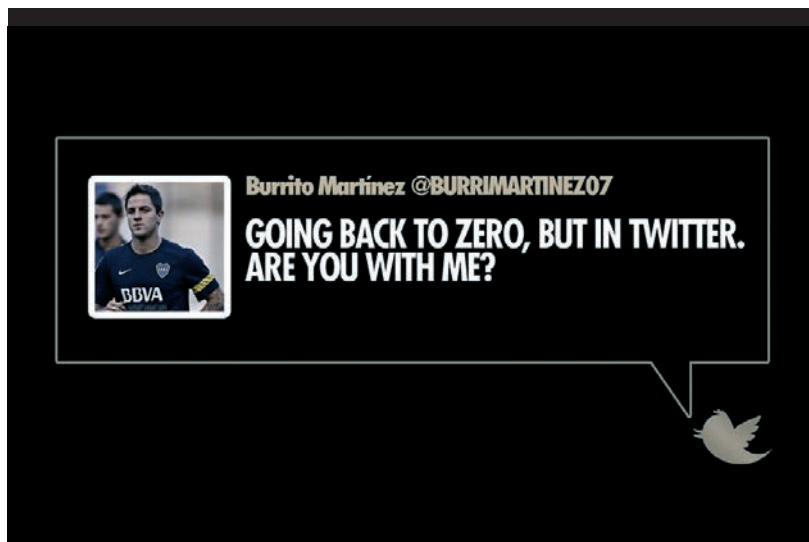 Burrito Martínez @BURRIMARTINEZ07
GOING BACK TO ZERO, BUT IN TWITTER.
ARE YOU WITH ME?
BBVA